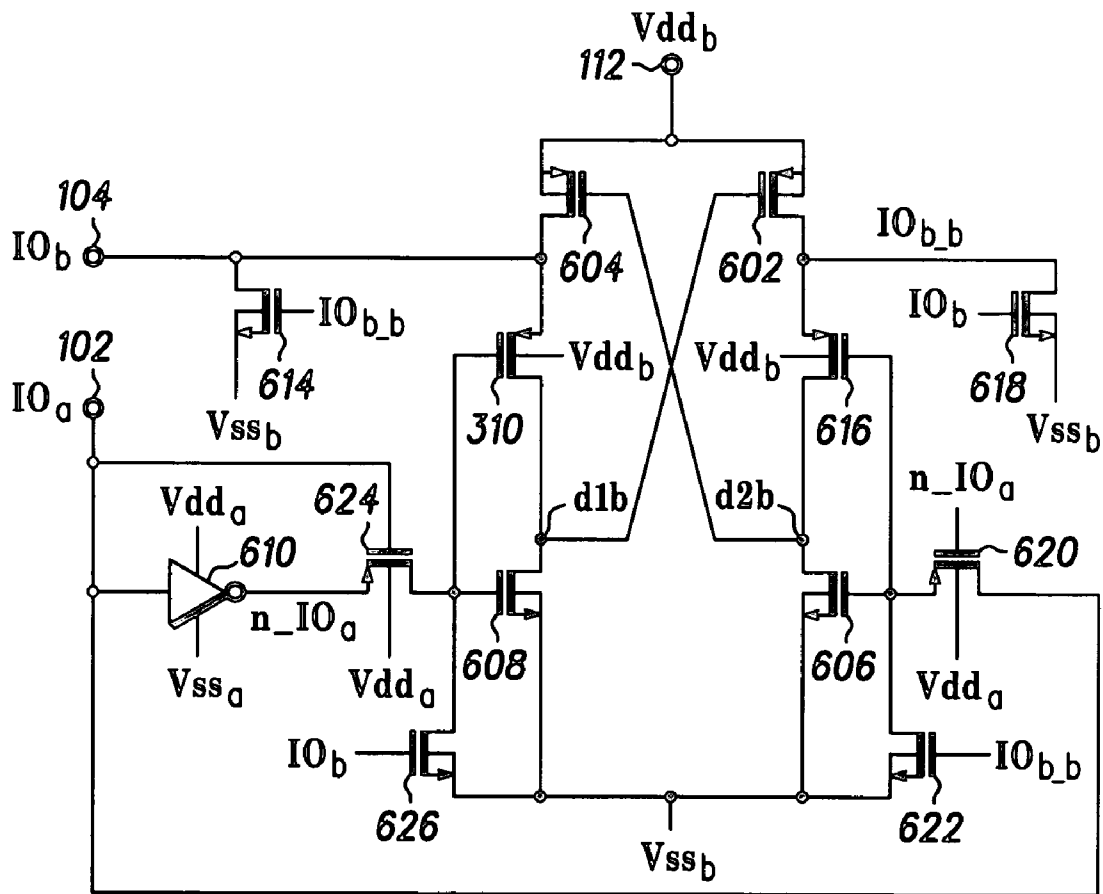 Vdd_b
112
104
IO_b
604
602
IO_b_b
IO_b_b
IO_b
102
IO_a
614
Vss_b
310
Vdd_b
Vdd_b
616
618
Vss_b
Vdd_a
624
610
d1b
d2b
n_IO_a
620
n_IO_a
Vss_a
Vdd_a
608
606
Vdd_a
IO_b
626
IO_b_b
622
Vss_b